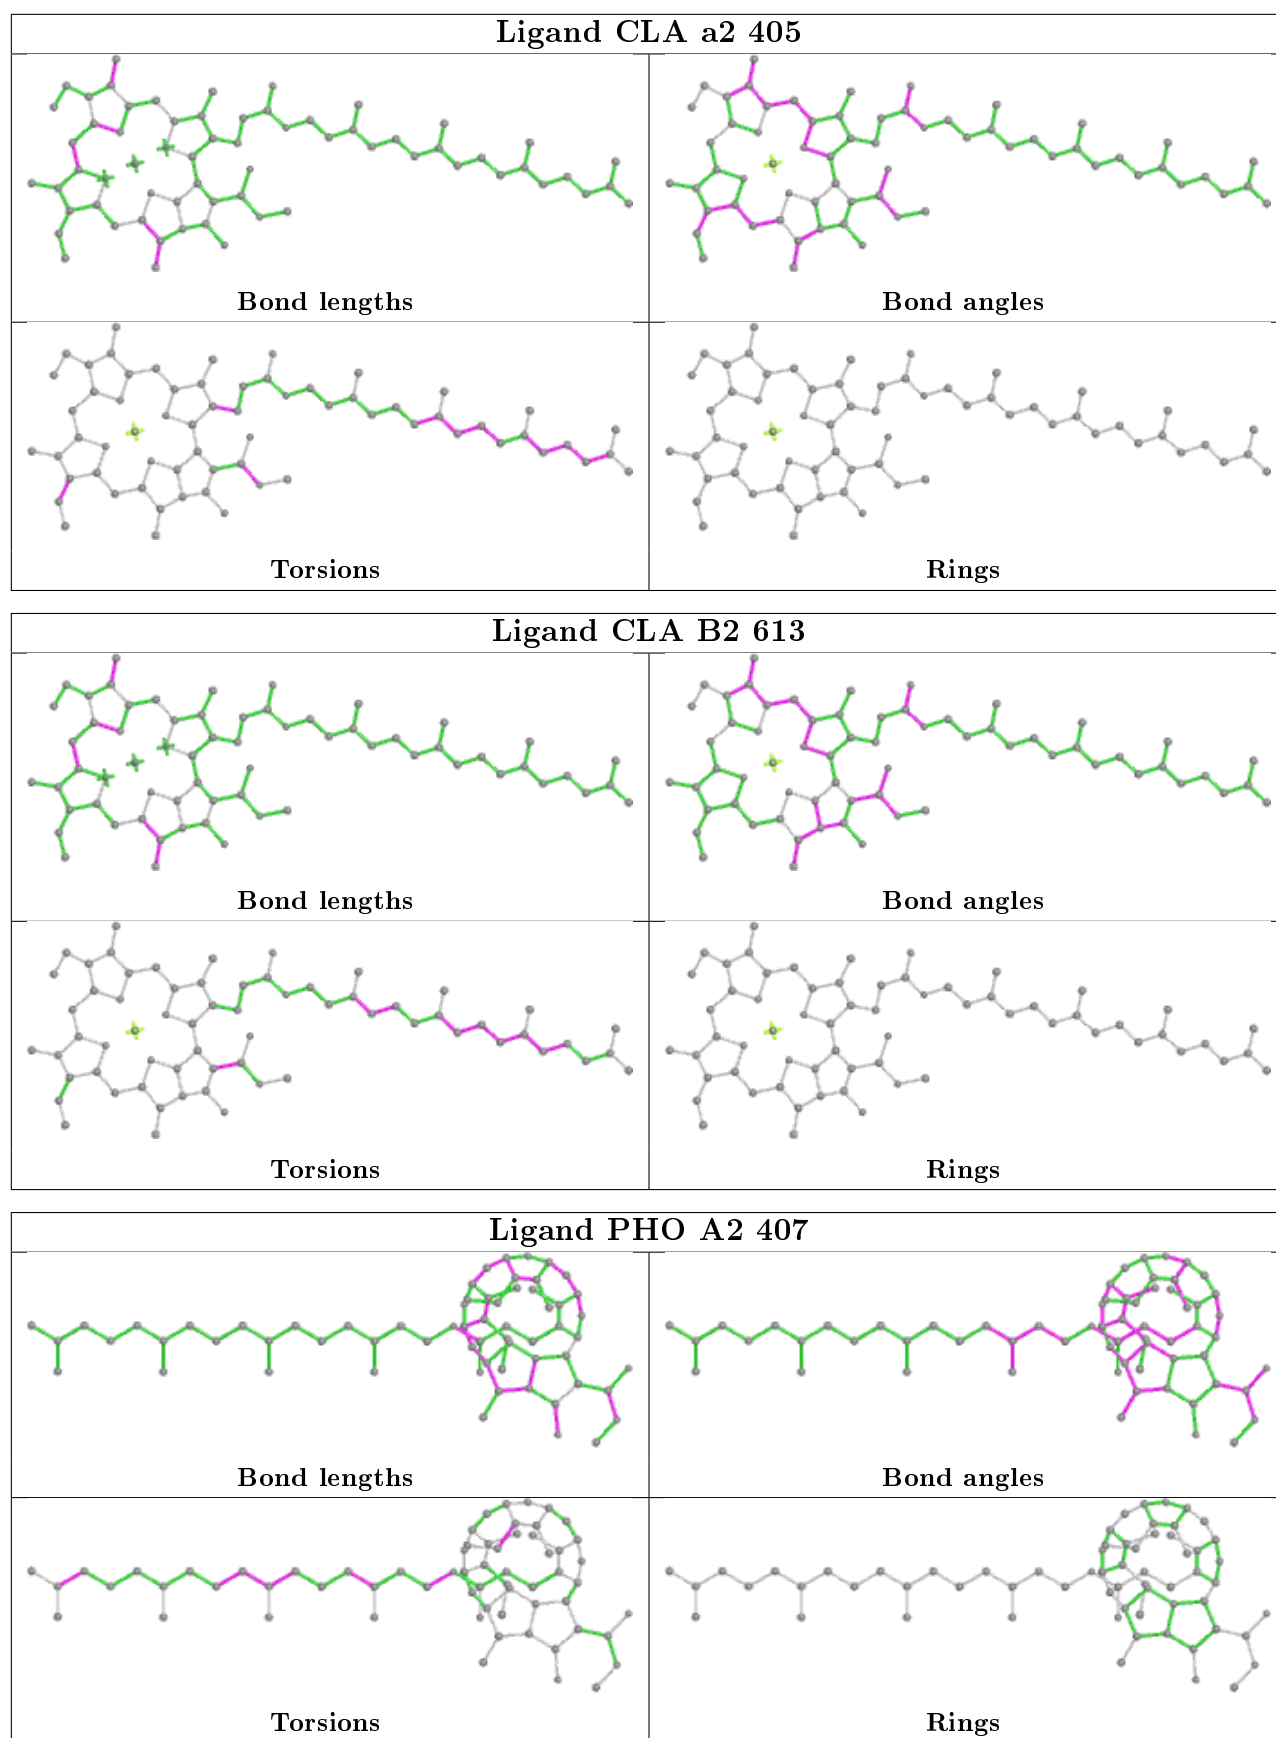 Ligand CLA a2 405
Bond lengths
Bond angles
Torsions
Rings
Ligand CLA B2 613
Bond lengths
Bond angles
Torsions
Rings
Ligand PHO A2 407
Bond lengths
Bond angles
Torsions
Rings